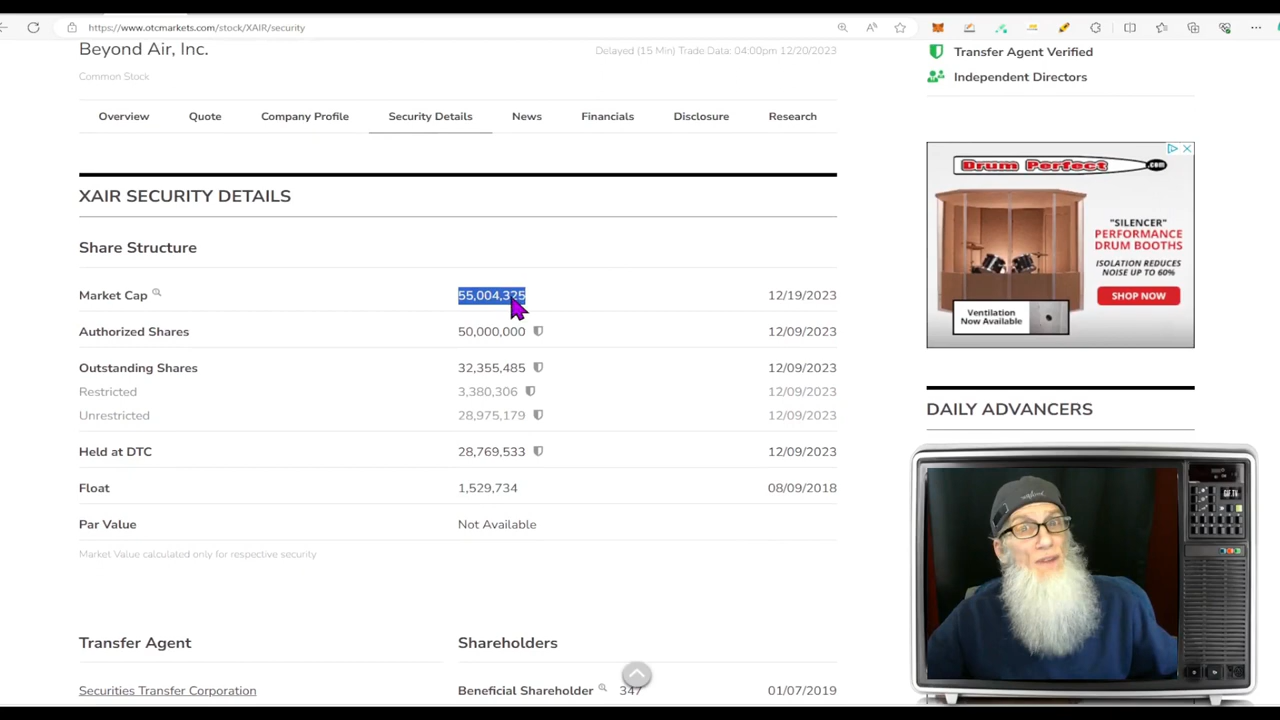 https://www.otcmarkets.com/stock/XAIR/security
Beyond Air, Inc.
Delayed (15 Min) Trade Data: 04:00pm 12/20/2023
Common Stock
Overview Quote Company Profile Security Details News Financials Disclosure Research
XAIR SECURITY DETAILS
Share Structure
Market Cap 55,004,325 12/19/2023
Authorized Shares 50,000,000 12/09/2023
Outstanding Shares 32,355,485 12/09/2023
Restricted 3,380,306 12/09/2023
Unrestricted 28,975,179 12/09/2023
Held at DTC 28,769,533 12/09/2023
Float 1,529,734 08/09/2018
Par Value Not Available
Market Value calculated only for respective security
Transfer Agent
Securities Transfer Corporation
Shareholders
Beneficial Shareholder 347 01/07/2019
Transfer Agent Verified
Independent Directors
Drum Perfect .com
"SILENCER"
PERFORMANCE
DRUM BOOTHS
ISOLATION REDUCES
NOISE UP TO 60%
SHOP NOW
Ventilation
Now Available
DAILY ADVANCERS